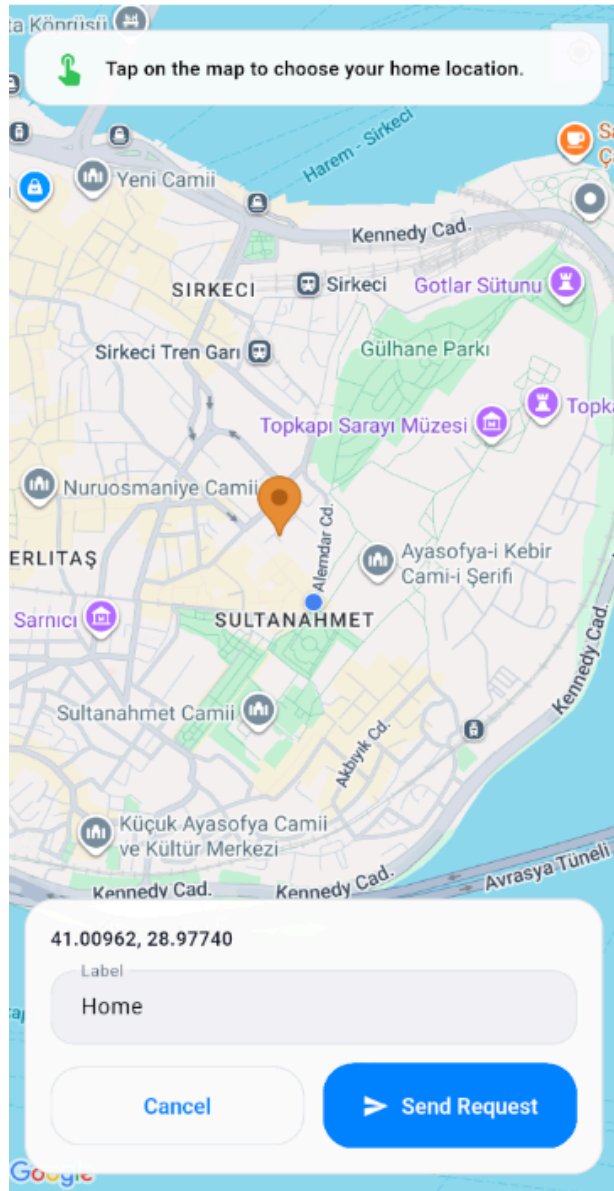 ta Köprüsü
Tap on the map to choose your home location.
Harem - Sirkeci
Yeni Camii
Kennedy Cad.
SIRKECI
Sirkeci
Gotlar Sütunu
Sirkeci Tren Garı
Gülhane Parkı
Topkapı Sarayı Müzesi
Topka
Nuruosmaniye Camii
Alemdar Cd.
ERLITAŞ
Ayasofya-i Kebir
Cami-i Şerifi
Sarnıcı
SULTANAHMET
Kennedy Cad.
Sultanahmet Camii
Akbıyık Cd.
Küçük Ayasofya Camii
ve Kültür Merkezi
Avrasya Tüneli
Kennedy Cad.
Kennedy Cad.
41.00962, 28.97740
Label
Home
Cancel
Send Request
Google